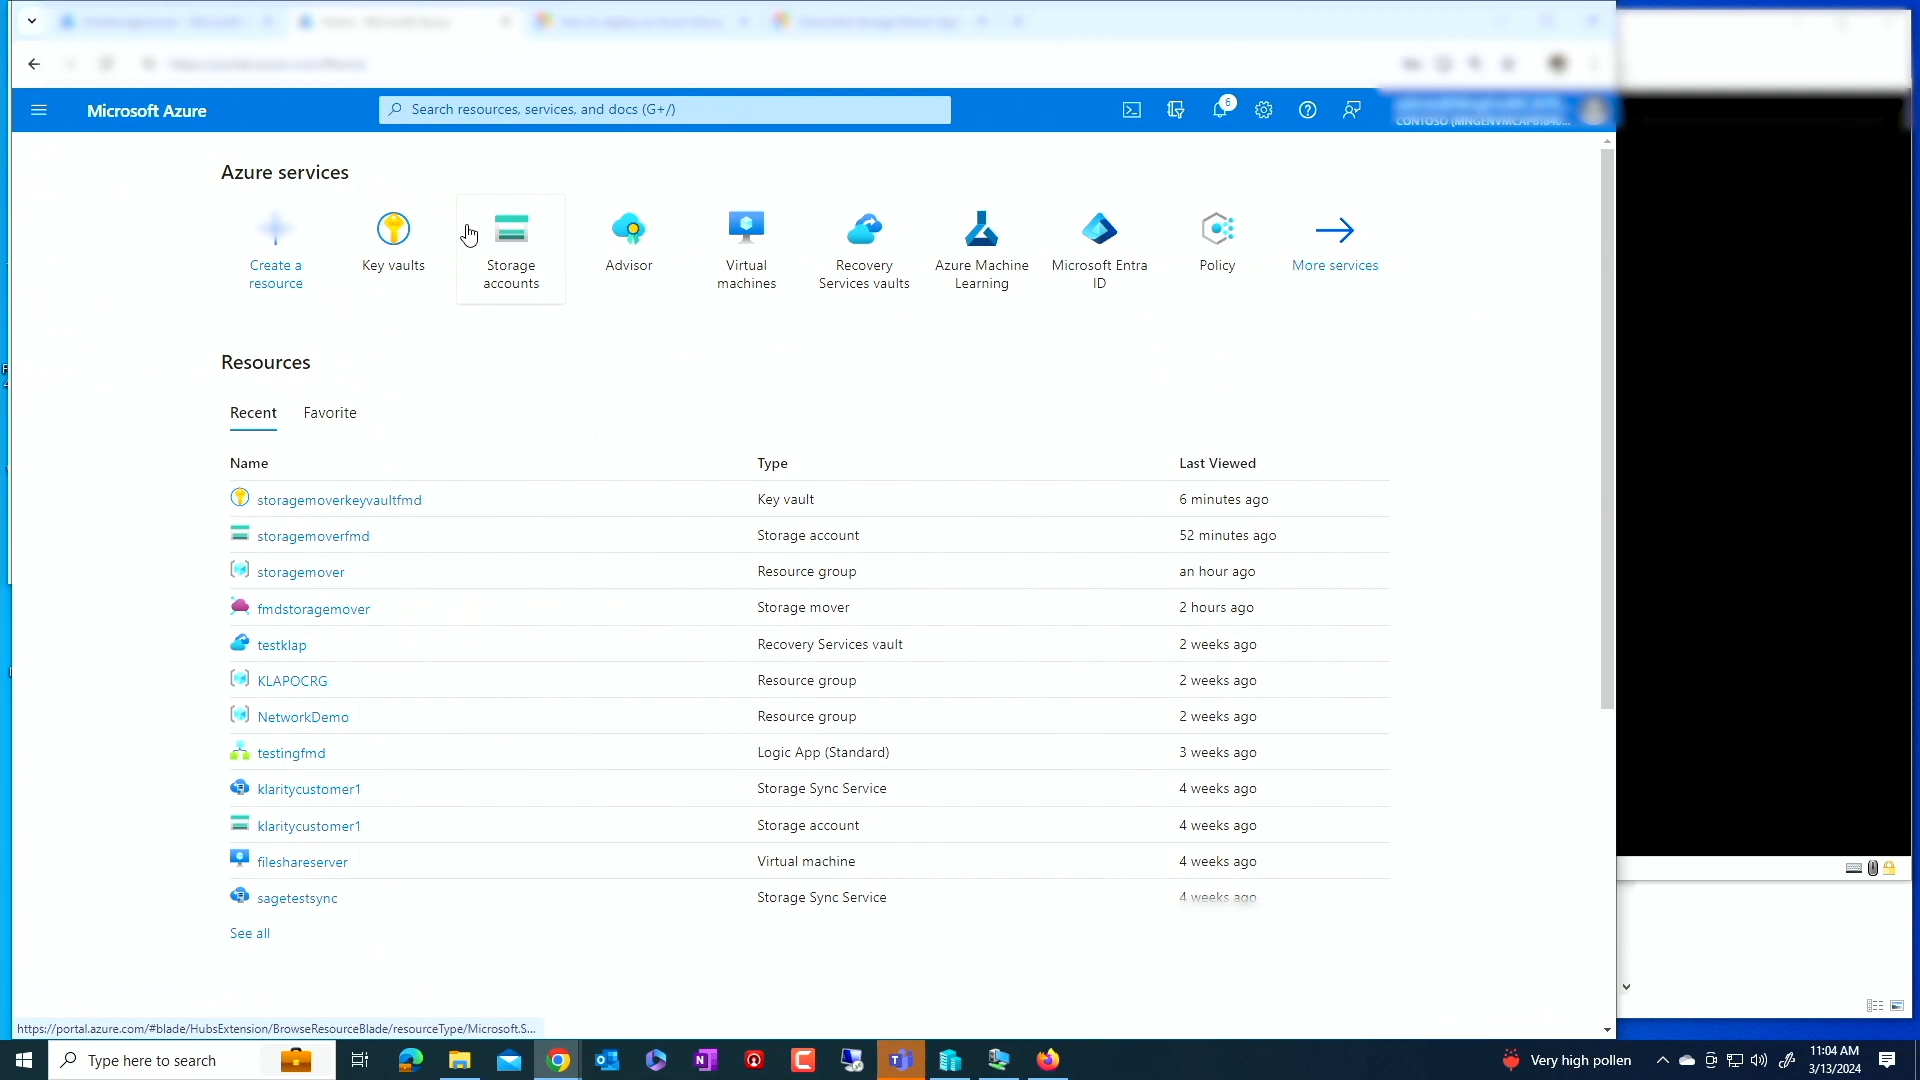 Microsoft Azure
Search resources, services, and docs (G+/)
6
CONTOSO (MNGENVMCAP8
Azure services
Create a
resource
Key vaults
Storage
accounts
Advisor
Virtual
machines
Recovery
Services vaults
Azure Machine
Learning
Microsoft Entra
ID
Policy
More services
Resources
Recent
Favorite
Name Type Last Viewed
storagemoverkeyvaultfmd Key vault 6 minutes ago
storagemoverfmd Storage account 52 minutes ago
storagemover Resource group an hour ago
fmdstoragemover Storage mover 2 hours ago
testklap Recovery Services vault 2 weeks ago
KLAPOCRG Resource group 2 weeks ago
NetworkDemo Resource group 2 weeks ago
testingfmd Logic App (Standard) 3 weeks ago
klaritycustomer1 Storage Sync Service 4 weeks ago
klaritycustomer1 Storage account 4 weeks ago
fileshareserver Virtual machine 4 weeks ago
sagetestsync Storage Sync Service 4 weeks ago
See all
https://portal.azure.com/#blade/HubsExtension/BrowseResourceBlade/resourceType/Microsoft.S...
Type here to search
Very high pollen
11:04 AM
3/13/2024